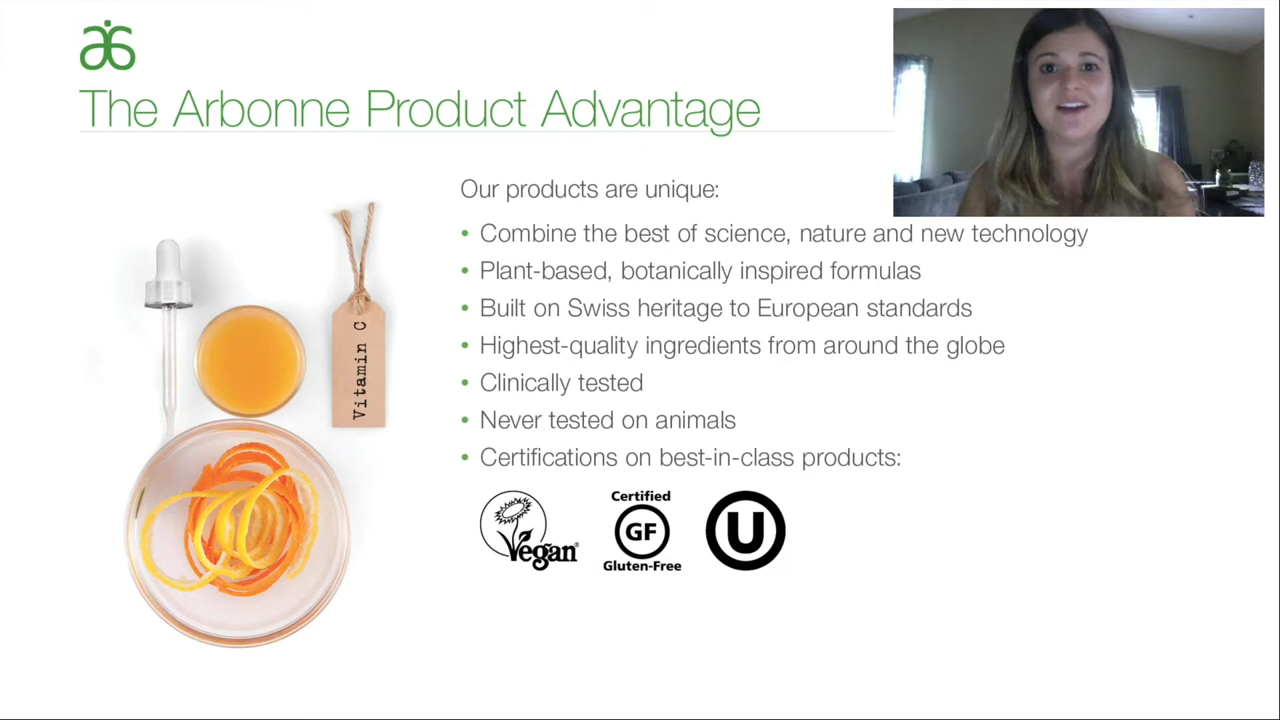 The Arbonne Product Advantage
Our products are unique:
• Combine the best of science, nature and new technology
• Plant-based, botanically inspired formulas
• Built on Swiss heritage to European standards
• Highest-quality ingredients from around the globe
• Clinically tested
• Never tested on animals
• Certifications on best-in-class products:
Vitamin C
Vegan®
Certified
GF
Gluten-Free
U